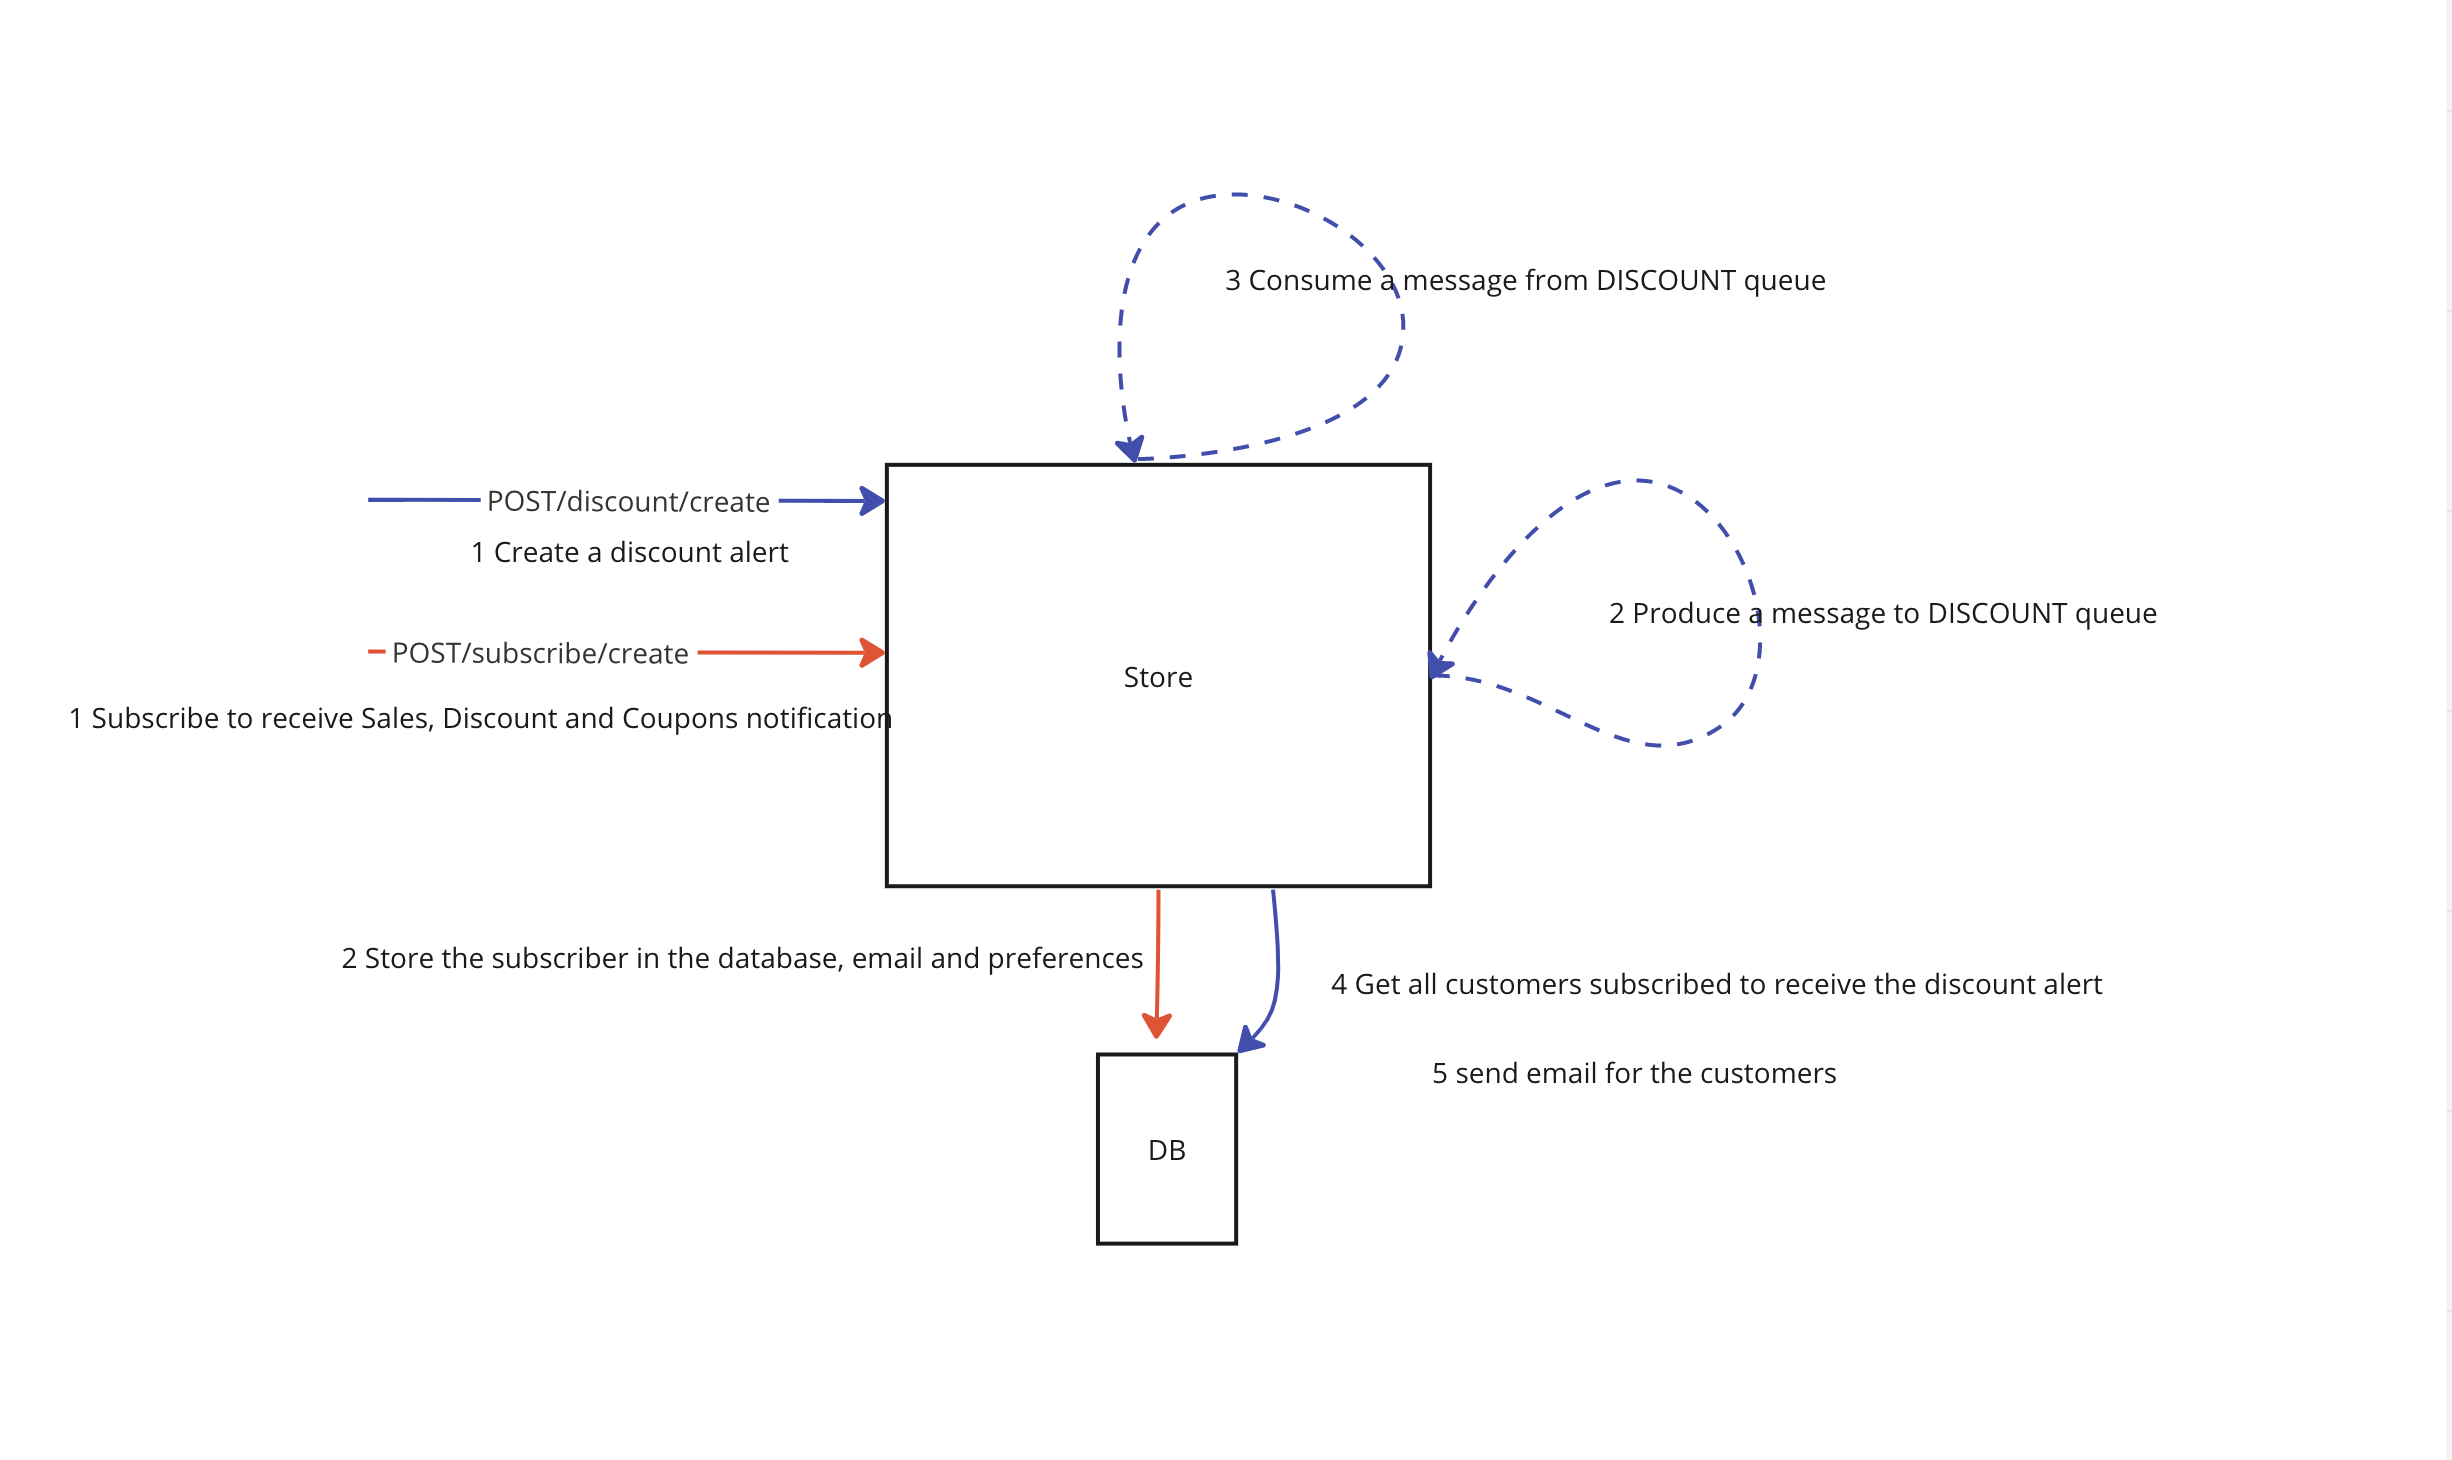 3 Consume a message from DISCOUNT queue
POST/discount/create
1 Create a discount alert
2 Produce a message to DISCOUNT queue
POST/subscribe/create
Store
1 Subscribe to receive Sales, Discount and Coupons notification
2 Store the subscriber in the database, email and preferences
4 Get all customers subscribed to receive the discount alert
5 send email for the customers
DB